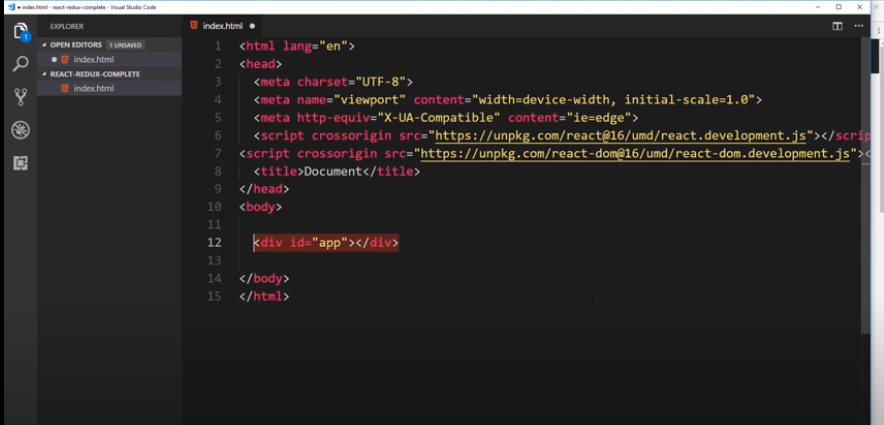 index.html - react-redux-complete - Visual Studio Code
EXPLORER
OPEN EDITORS 1 UNSAVED
index.html
REACT-REDUX-COMPLETE
index.html
1
index.html
1 <html lang="en">
2 <head>
3 <meta charset="UTF-8">
4 <meta name="viewport" content="width=device-width, initial-scale=1.0">
5 <meta http-equiv="X-UA-Compatible" content="ie=edge">
6 <script crossorigin src="https://unpkg.com/react@16/umd/react.development.js"></scrip
7 <script crossorigin src="https://unpkg.com/react-dom@16/umd/react-dom.development.js"><
8 <title>Document</title>
9 </head>
10 <body>
11
12 <div id="app"></div>
13
14 </body>
15 </html>